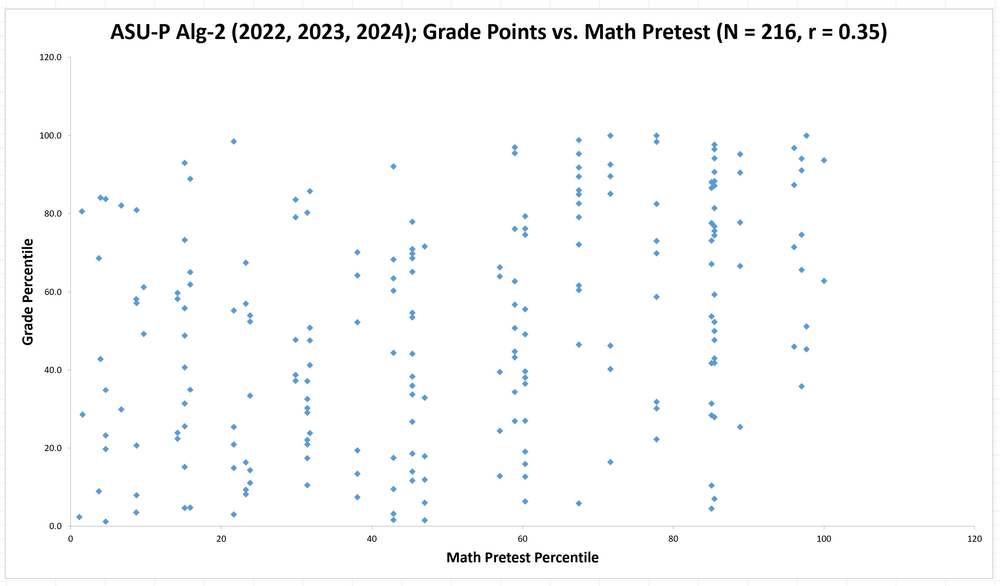 ASU-P Alg-2 (2022, 2023, 2024); Grade Points vs. Math Pretest (N = 216, r = 0.35)
120.0
100.0
80.0
60.0
40.0
20.0
0.0
Grade Percentile
0 20 40 60 80 100 120
Math Pretest Percentile